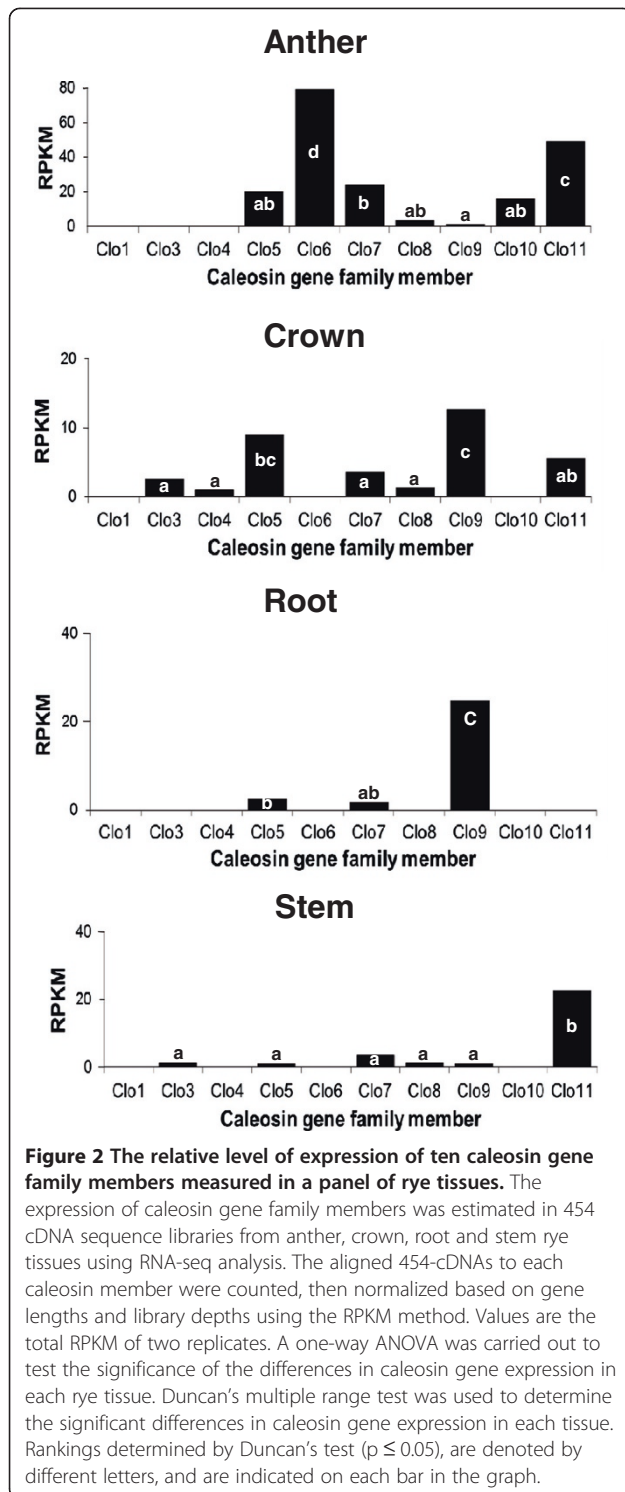 Anther
80
60
40
20
0
RPKM
ab d b ab a ab c
Clo1 Clo3 Clo4 Clo5 Clo6 Clo7 Clo8 Clo9 Clo10 Clo11
Caleosin gene family member
Crown
20
10
0
RPKM
a a bc a a c ab
Clo1 Clo3 Clo4 Clo5 Clo6 Clo7 Clo8 Clo9 Clo10 Clo11
Caleosin gene family member
Root
40
20
0
RPKM
b ab C
Clo1 Clo3 Clo4 Clo5 Clo6 Clo7 Clo8 Clo9 Clo10 Clo11
Caleosin gene family member
Stem
40
20
0
RPKM
a a a a a b
Clo1 Clo3 Clo4 Clo5 Clo6 Clo7 Clo8 Clo9 Clo10 Clo11
Caleosin gene family member
Figure 2 The relative level of expression of ten caleosin gene
family members measured in a panel of rye tissues. The
expression of caleosin gene family members was estimated in 454
cDNA sequence libraries from anther, crown, root and stem rye
tissues using RNA-seq analysis. The aligned 454-cDNAs to each
caleosin member were counted, then normalized based on gene
lengths and library depths using the RPKM method. Values are the
total RPKM of two replicates. A one-way ANOVA was carried out to
test the significance of the differences in caleosin gene expression in
each rye tissue. Duncan's multiple range test was used to determine
the significant differences in caleosin gene expression in each tissue.
Rankings determined by Duncan's test (p ≤ 0.05), are denoted by
different letters, and are indicated on each bar in the graph.